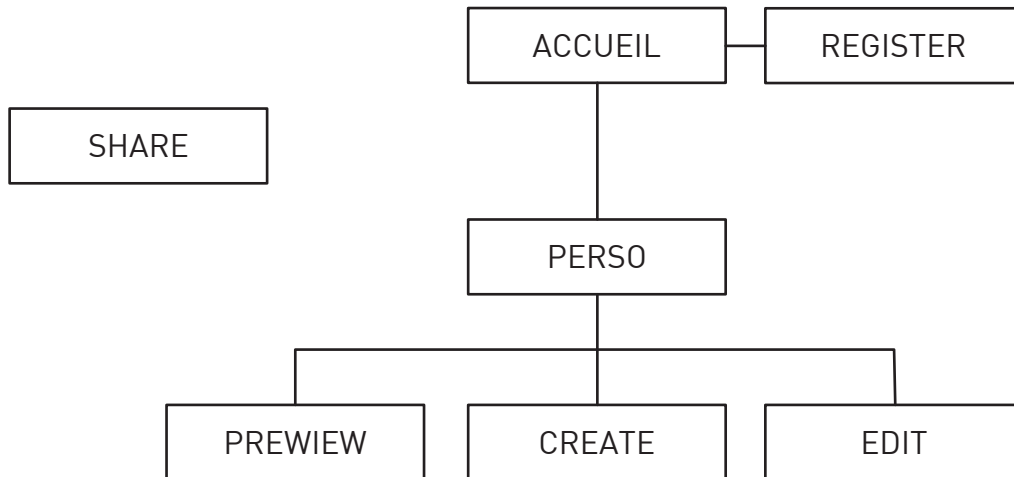 ACCUEIL
REGISTER
SHARE
PERSO
PREWIEW
CREATE
EDIT